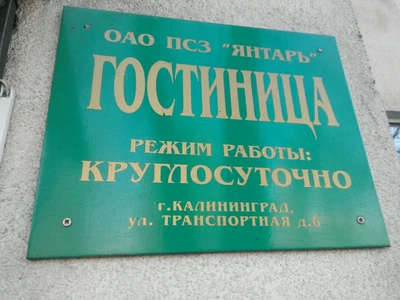 ОАО ПСЗ "ЯНТАРЬ"
ГОСТИНИЦА
РЕЖИМ РАБОТЫ:
КРУГЛОСУТОЧНО
г. КАЛИНИНГРАД,
ул. ТРАНСПОРТНАЯ д.6